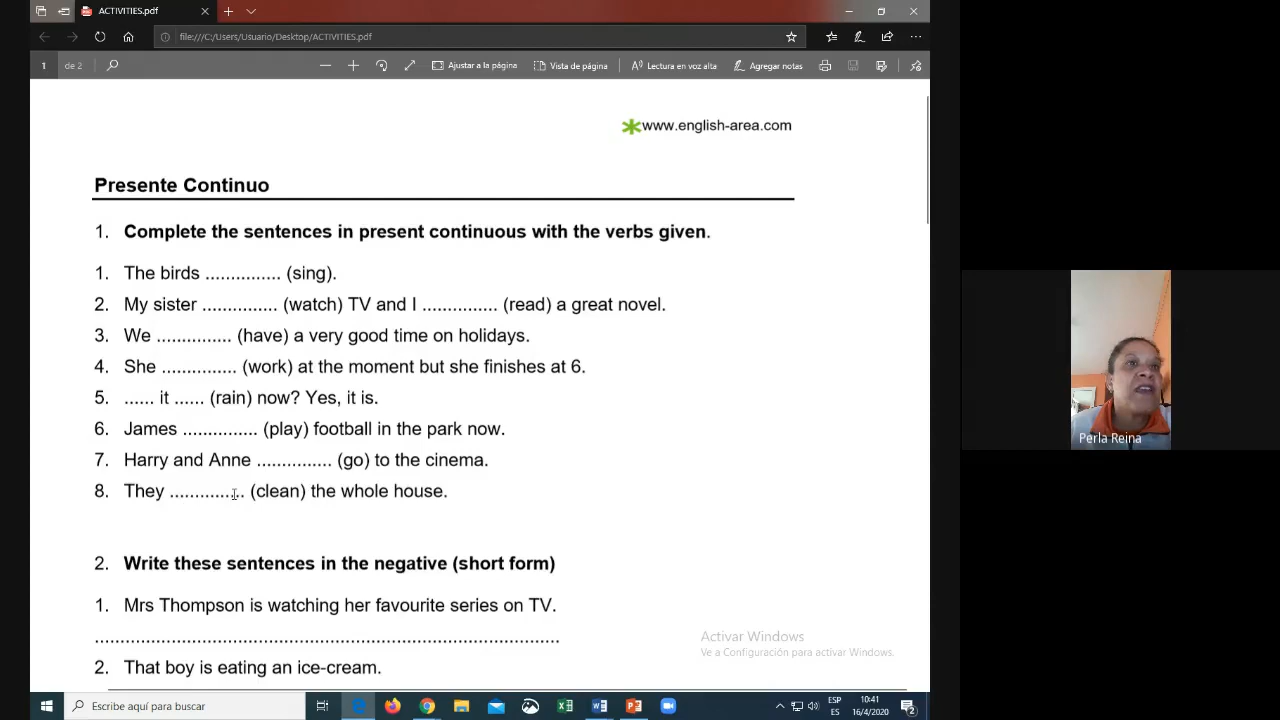 ACTIVITIES.pdf
file:///C:/Users/Usuario/Desktop/ACTIVITIES.pdf
1 de 2 Ajustar a la página Vista de página Lectura en voz alta Agregar notas
www.english-area.com
Presente Continuo
1. Complete the sentences in present continuous with the verbs given.
1. The birds ............... (sing).
2. My sister ............... (watch) TV and I ............... (read) a great novel.
3. We ............... (have) a very good time on holidays.
4. She ............... (work) at the moment but she finishes at 6.
5. ...... it ...... (rain) now? Yes, it is.
6. James ............... (play) football in the park now.
7. Harry and Anne ............... (go) to the cinema.
8. They ............... (clean) the whole house.
2. Write these sentences in the negative (short form)
1. Mrs Thompson is watching her favourite series on TV.
............................................................................................
2. That boy is eating an ice-cream.
Activar Windows
Ve a Configuración para activar Windows.
Perla Reina
Escribe aquí para buscar
ESP
ES
10:41
16/4/2020
2